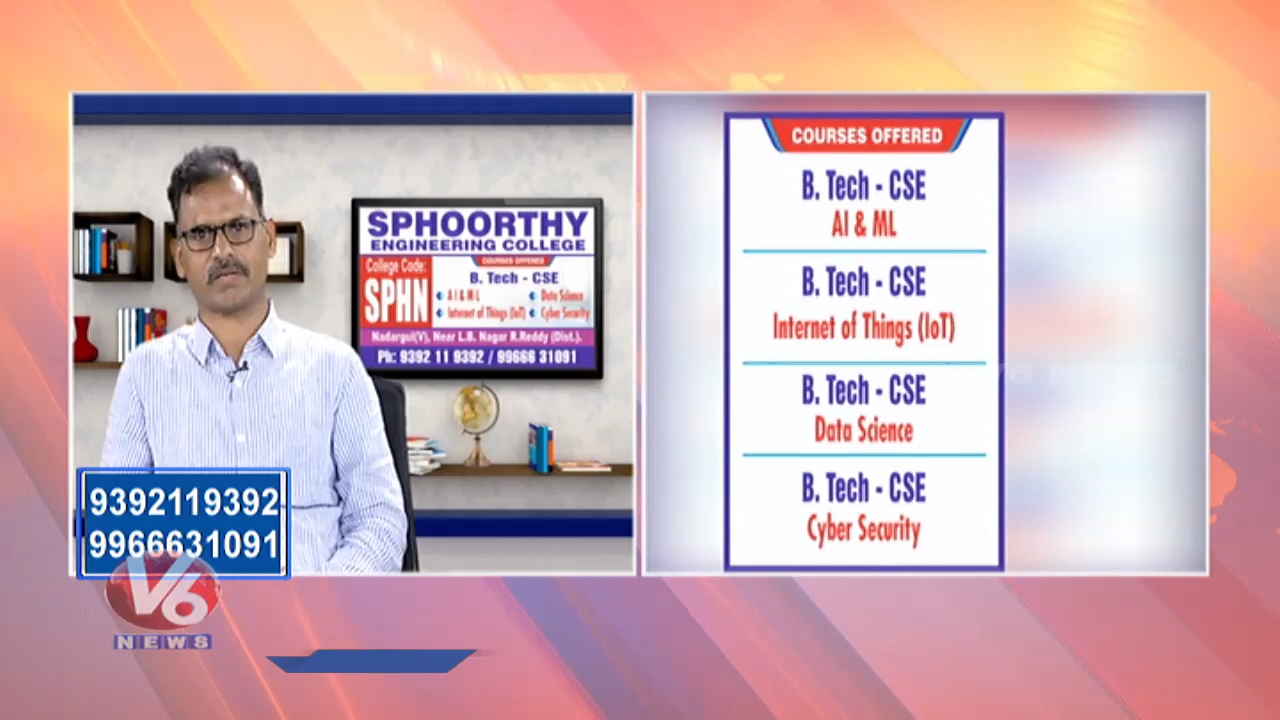 SPHOORTHY
ENGINEERING COLLEGE
College Code:
SPHN
COURSES OFFERED
B. Tech - CSE
AI & ML
Data Science
Internet of Things (IoT)
Cyber Security
Nadargul(V), Near L.B. Nagar R.Reddy (Dist.).
Ph: 9392 11 9392 / 99666 31091
9392119392
9966631091
V6
NEWS
COURSES OFFERED
B. Tech - CSE
AI & ML
B. Tech - CSE
Internet of Things (IoT)
B. Tech - CSE
Data Science
B. Tech - CSE
Cyber Security